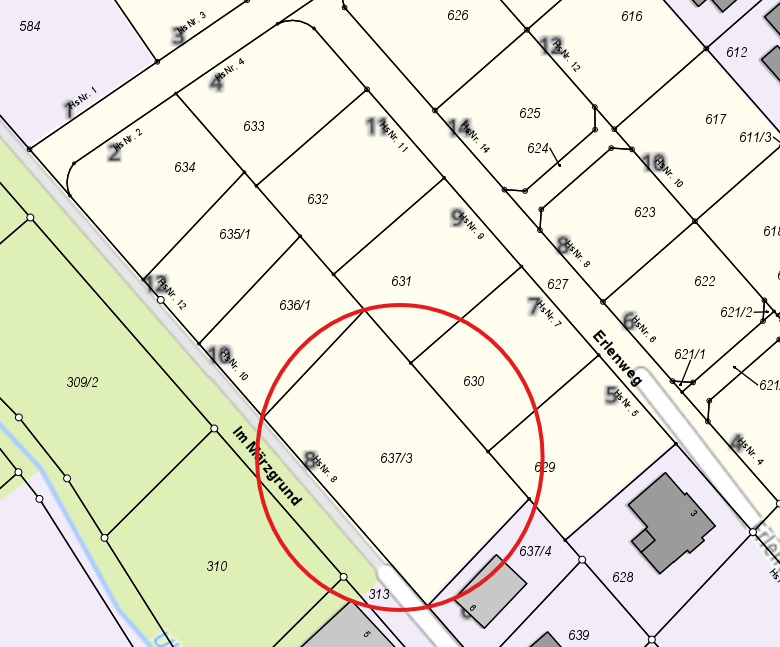 584
626
616
612
3
HsNr. 3
HsNr. 1
4
HsNr. 4
12
HsNr. 12
625
617
611/3
2
HsNr. 2
633
11
HsNr. 11
14
HsNr. 14
624
634
632
10
HsNr. 10
623
635/1
9
HsNr. 9
8
HsNr. 8
12
HsNr. 12
636/1
631
627
622
621/2
7
HsNr. 7
6
HsNr. 6
10
HsNr. 10
Erlenweg
621/1
309/2
630
5
HsNr. 5
Im Märzgrund
8
HsNr. 8
637/3
629
HsNr. 4
3
637/4
310
628
313
6
5
639